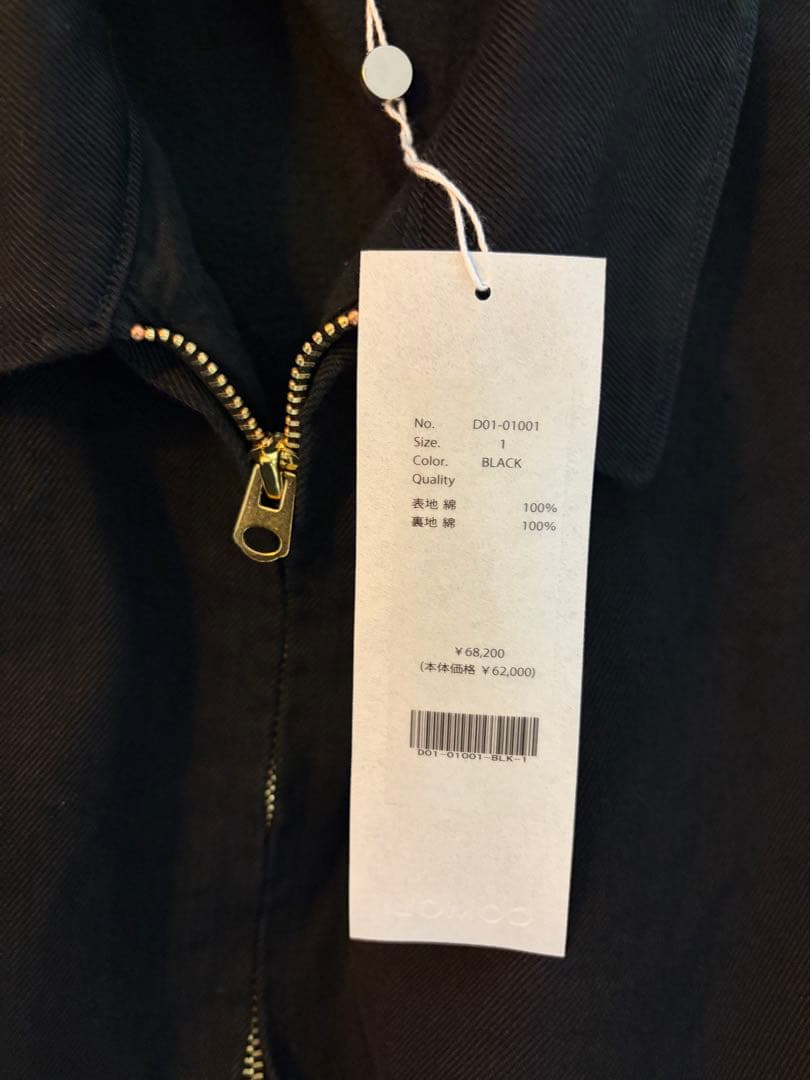 No. D01-01001
Size. 1
Color. BLACK
Quality
表地 綿 100%
裏地 綿 100%
¥68,200
(本体価格 ¥62,000)
D01-01001-BLK-1